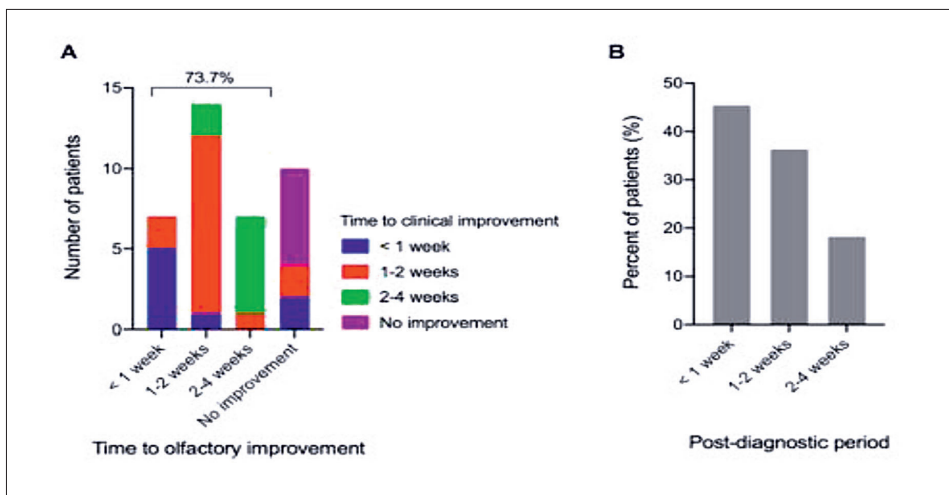 A
73.7%
15
10
5
0
Number of patients
< 1 week
1-2 weeks
2-4 weeks
No improvement
Time to olfactory improvement
Time to clinical improvement
< 1 week
1-2 weeks
2-4 weeks
No improvement
B
50
40
30
20
10
0
Percent of patients (%)
< 1 week
1-2 weeks
2-4 weeks
Post-diagnostic period